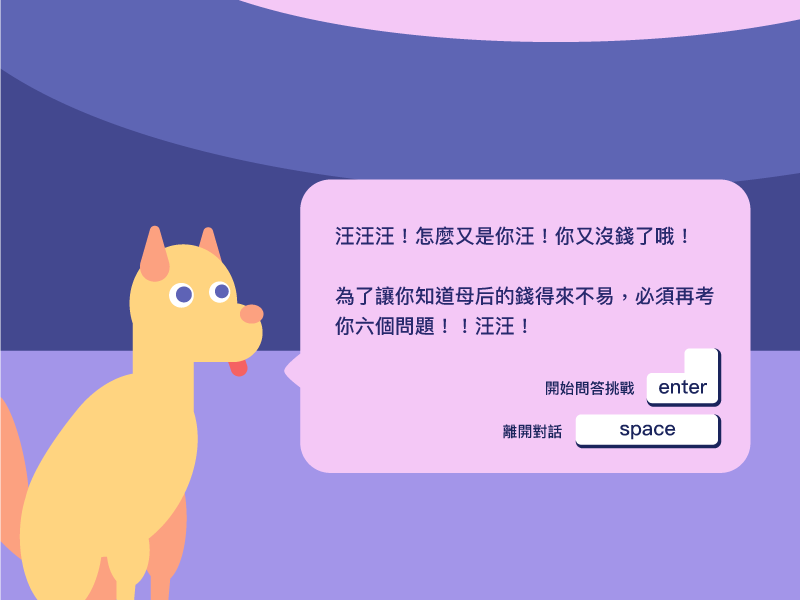 汪汪汪！怎麼又是你汪！你又沒錢了哦！
為了讓你知道母后的錢得來不易，必須再考
你六個問題！！汪汪！
開始問答挑戰 enter
離開對話 space